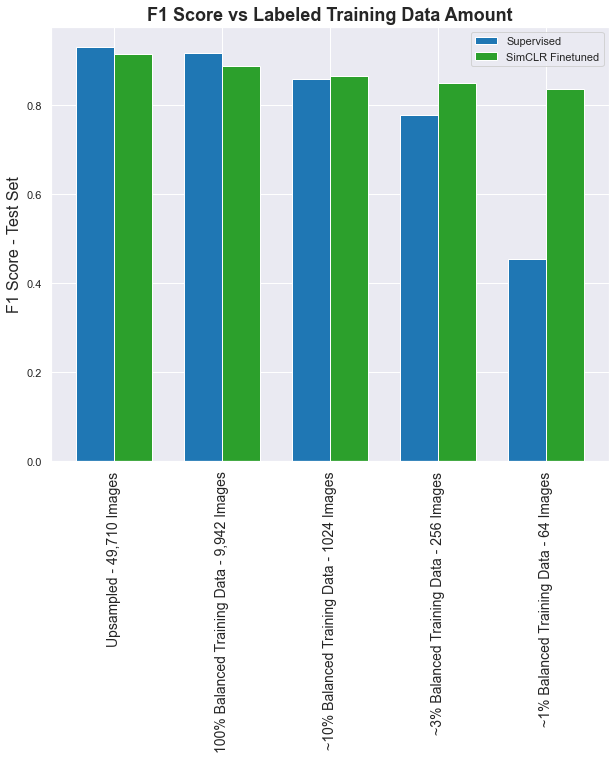 F1 Score vs Labeled Training Data Amount
Supervised
SimCLR Finetuned
F1 Score - Test Set
0.8
0.6
0.4
0.2
0.0
Upsampled - 49,710 Images
100% Balanced Training Data - 9,942 Images
~10% Balanced Training Data - 1024 Images
~3% Balanced Training Data - 256 Images
~1% Balanced Training Data - 64 Images